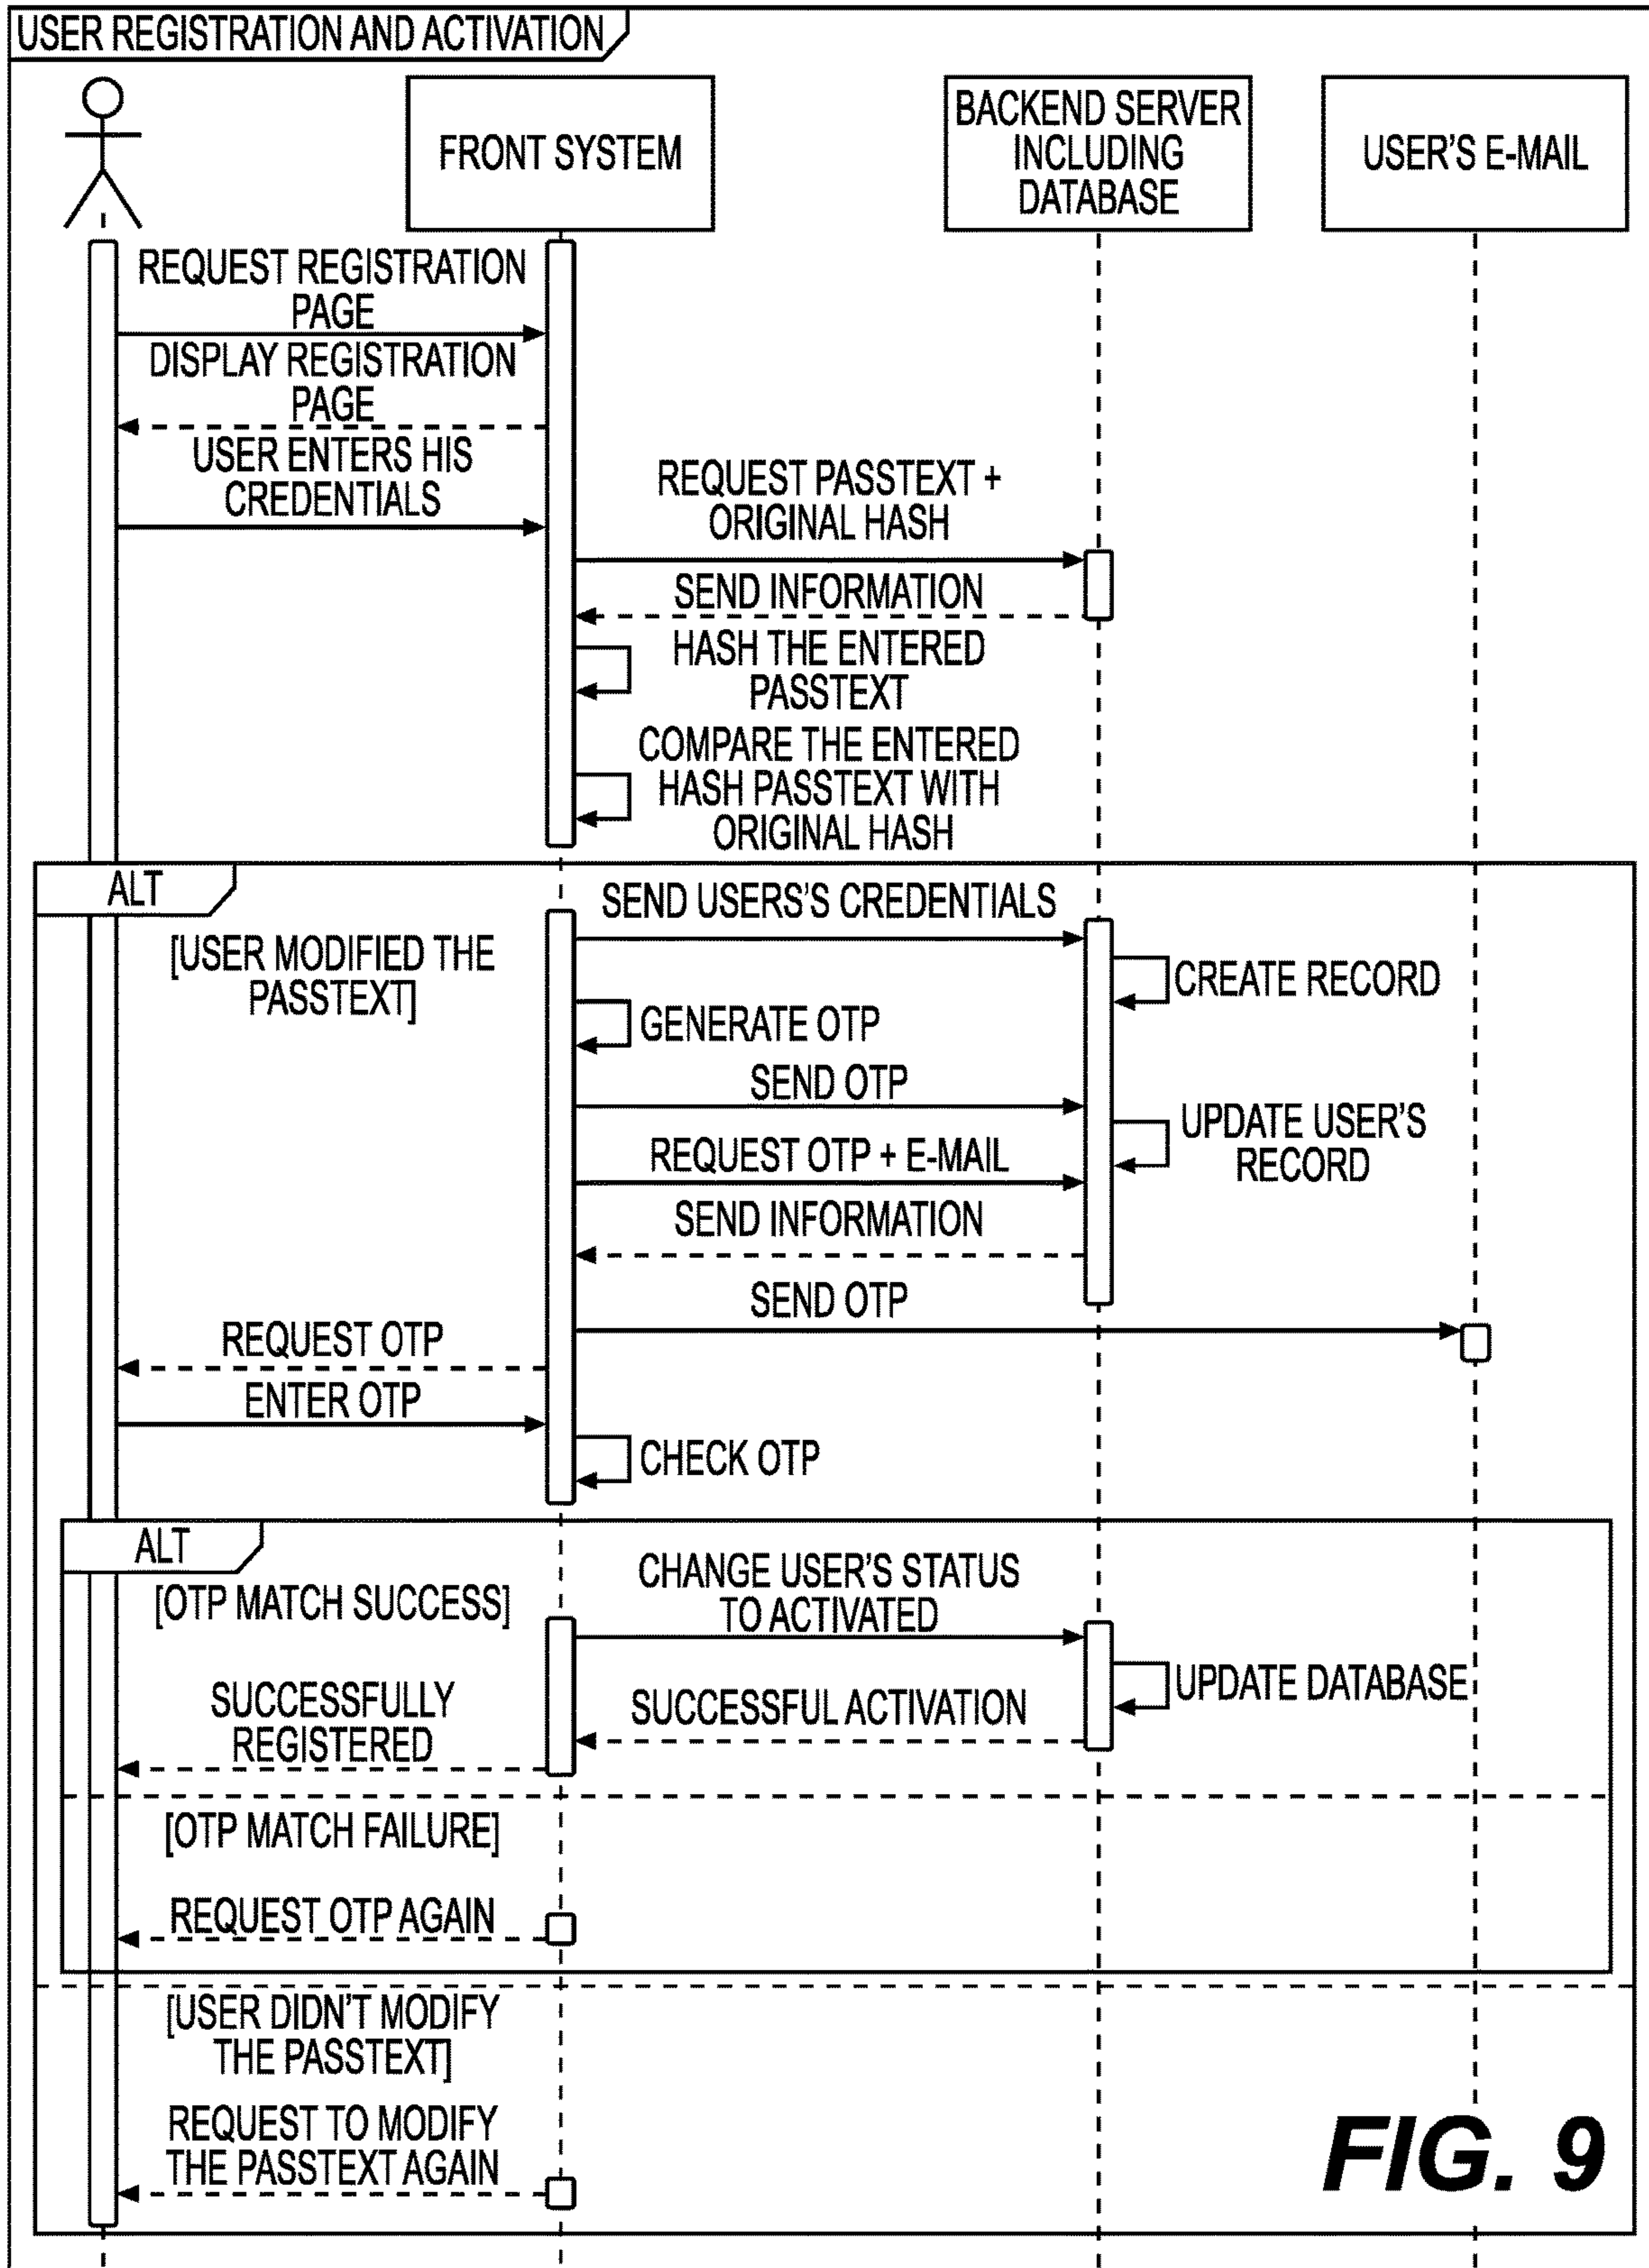 USER REGISTRATION AND ACTIVATION
FRONT SYSTEM
BACKEND SERVER
INCLUDING
DATABASE
USER'S E-MAIL
REQUEST REGISTRATION
PAGE
DISPLAY REGISTRATION
PAGE
USER ENTERS HIS
CREDENTIALS
REQUEST PASSTEXT +
ORIGINAL HASH
SEND INFORMATION
HASH THE ENTERED
PASSTEXT
COMPARE THE ENTERED
HASH PASSTEXT WITH
ORIGINAL HASH
ALT
[USER MODIFIED THE
PASSTEXT]
SEND USERS'S CREDENTIALS
CREATE RECORD
GENERATE OTP
SEND OTP
UPDATE USER'S
RECORD
REQUEST OTP + E-MAIL
SEND INFORMATION
SEND OTP
REQUEST OTP
ENTER OTP
CHECK OTP
ALT
[OTP MATCH SUCCESS]
CHANGE USER'S STATUS
TO ACTIVATED
UPDATE DATABASE
SUCCESSFUL ACTIVATION
SUCCESSFULLY
REGISTERED
[OTP MATCH FAILURE]
REQUEST OTP AGAIN
[USER DIDN'T MODIFY
THE PASSTEXT]
REQUEST TO MODIFY
THE PASSTEXT AGAIN
FIG. 9